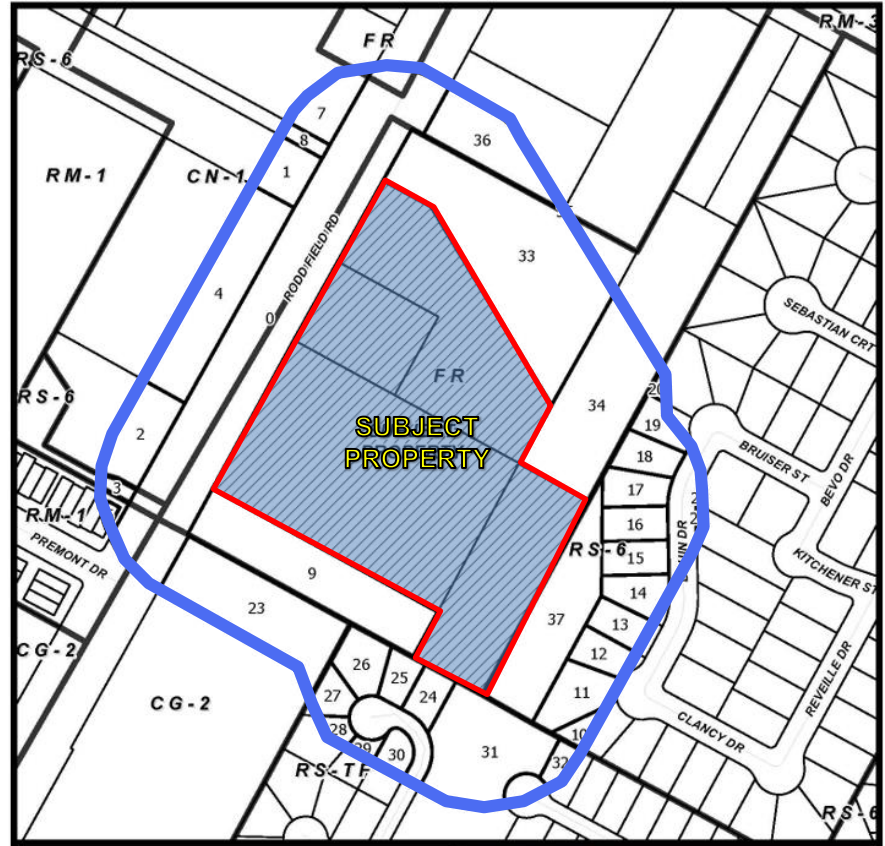 RM-3
FR
RS-6
7
8
36
1
RM-1
CN-1
RODDFIELD RD
33
4
0
SEBASTIAN CRT
FR
RS-6
34
2
SUBJECT
PROPERTY
19
18
BRUISER ST
BEVO DR
3
17
RM-1
16
PREMONT DR
RS-6
15
KITCHENER ST
9
14
23
37
13
CG-2
12
26
25
27
24
11
REVEILLE DR
CG-2
28
10
CLANCY DR
29
30
31
32
RS-TF
RS-6